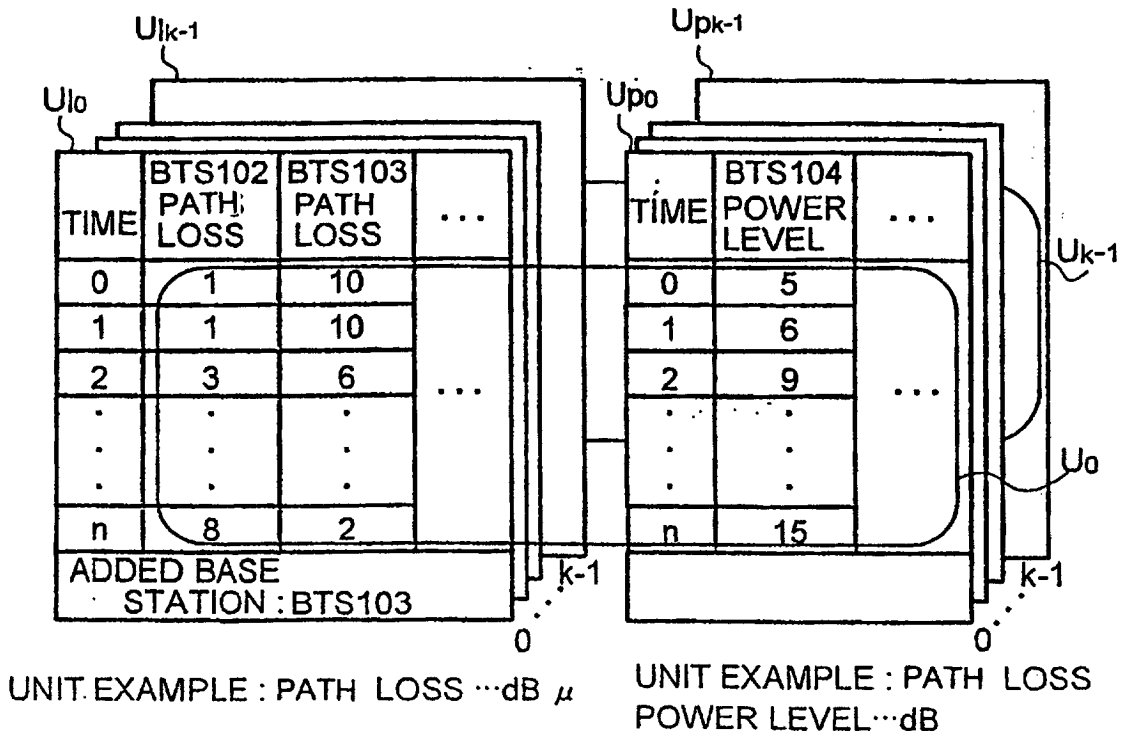 Ulk-1
Upk-1
Ul0
Up0
TIME
BTS102 PATH LOSS
BTS103 PATH LOSS
...
TIME
BTS104 POWER LEVEL
...
Uk-1
0 1 10 0 5
1 1 10 1 6
2 3 6 ... 2 9 ...
U0
n 8 2 n 15
ADDED BASE
STATION : BTS103
k-1
k-1
0
0
UNIT EXAMPLE : PATH LOSS ...dB μ
UNIT EXAMPLE : PATH LOSS
POWER LEVEL...dB